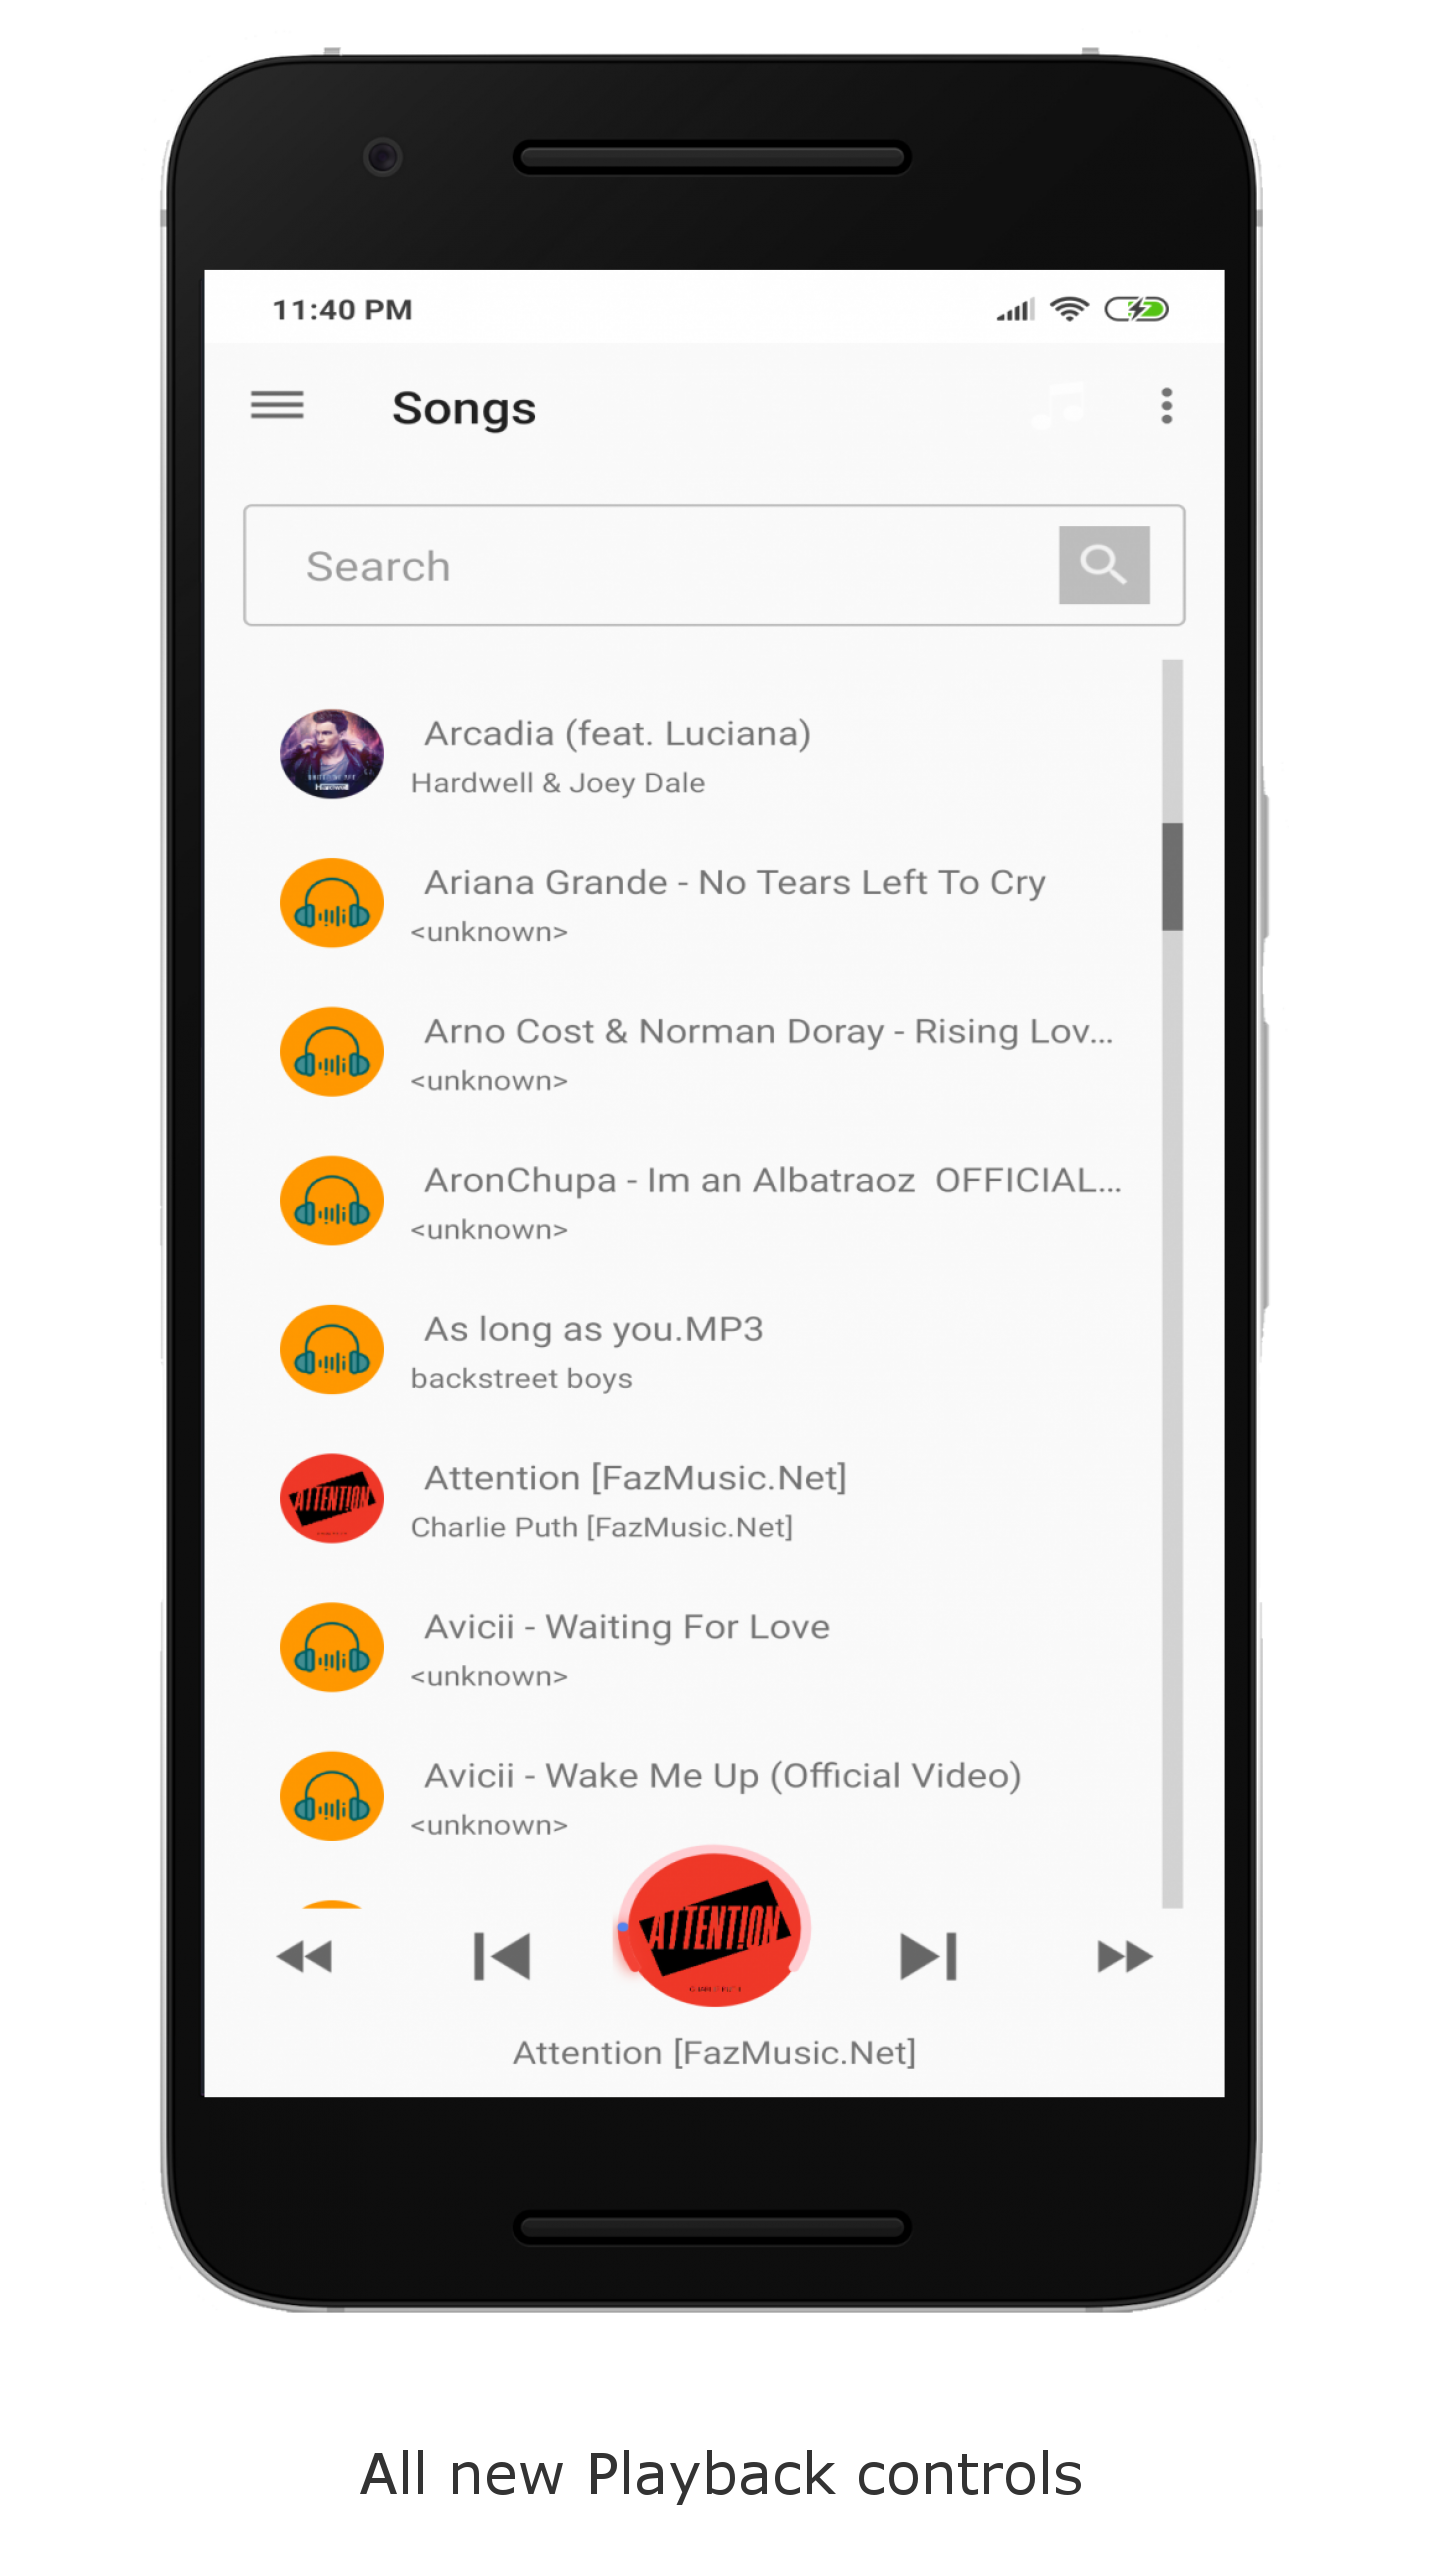 11:40 PM
Songs
Search
Arcadia (feat. Luciana)
Hardwell & Joey Dale
Ariana Grande - No Tears Left To Cry
<unknown>
Arno Cost & Norman Doray - Rising Lov...
<unknown>
AronChupa - Im an Albatraoz  OFFICIAL...
<unknown>
As long as you.MP3
backstreet boys
ATTENTION
Attention [FazMusic.Net]
Charlie Puth [FazMusic.Net]
Avicii - Waiting For Love
<unknown>
Avicii - Wake Me Up (Official Video)
<unknown>
ATTENTION
CHARLIE PUTH
Attention [FazMusic.Net]
All new Playback controls